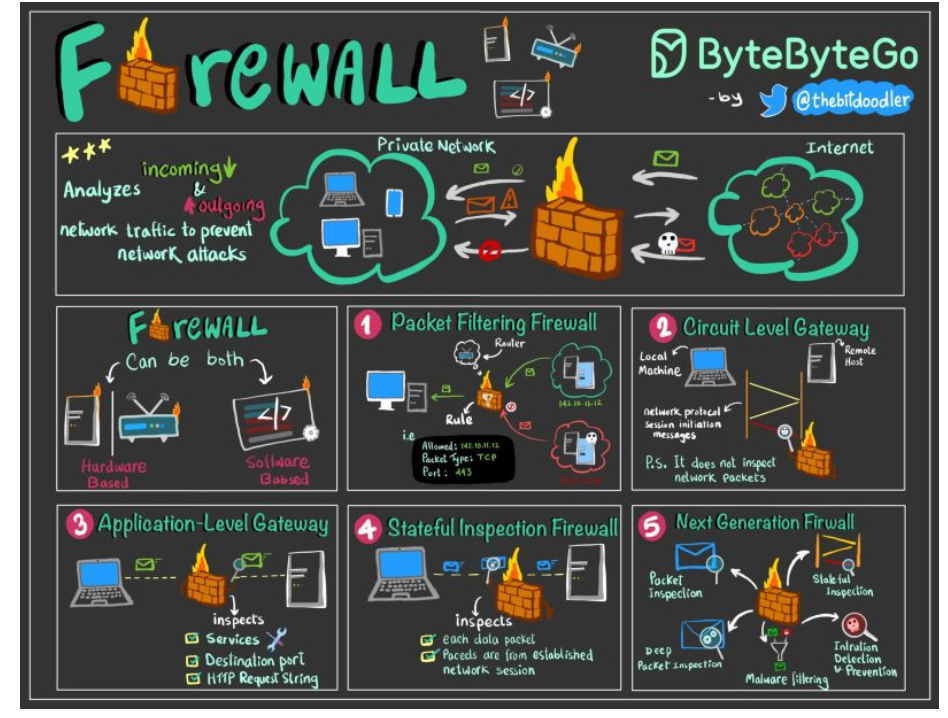 FireWALL
ByteByteGo
-by @thebitdoodler
</>
Analyzes incoming & outgoing
network traffic to prevent
network attacks
Private Network
Internet
FireWALL
Can be both
</>
Hardware
Based
Software
Babsed
1 Packet Filtering Firewall
Router
142.10.11.12
Rule
i.e
Allowed: 142.10.11.12
Packet Type: TCP
Port: 443
2 Circuit Level Gateway
Local
Machine
Remote
Host
network protocol
session initiation
messages
P.S. It does not inspect
network packets
3 Application-Level Gateway
inspects
Services
Destination port
HTTP Request String
4 Stateful Inspection Firewall
inspects
each data packet
Paceds are from established
network session
5 Next Generation Firwall
Packet
Inspection
Stateful
Inspection
Deep
Packet Inspection
Malware filtering
Intrution
Detection
& Prevention